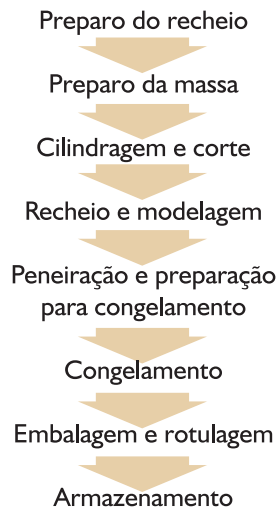 Preparo do recheio
Preparo da massa
Cilindragem e corte
Recheio e modelagem
Peneiração e preparação
para congelamento
Congelamento
Embalagem e rotulagem
Armazenamento